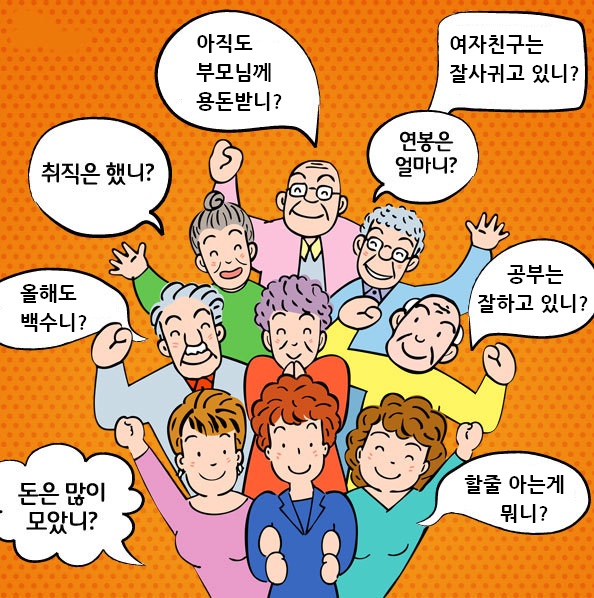 아직도
부모님께
용돈받니?
여자친구는
잘사귀고 있니?
연봉은
얼마니?
취직은 했니?
올해도
백수니?
공부는
잘하고 있니?
돈은 많이
모았니?
할줄 아는게
뭐니?